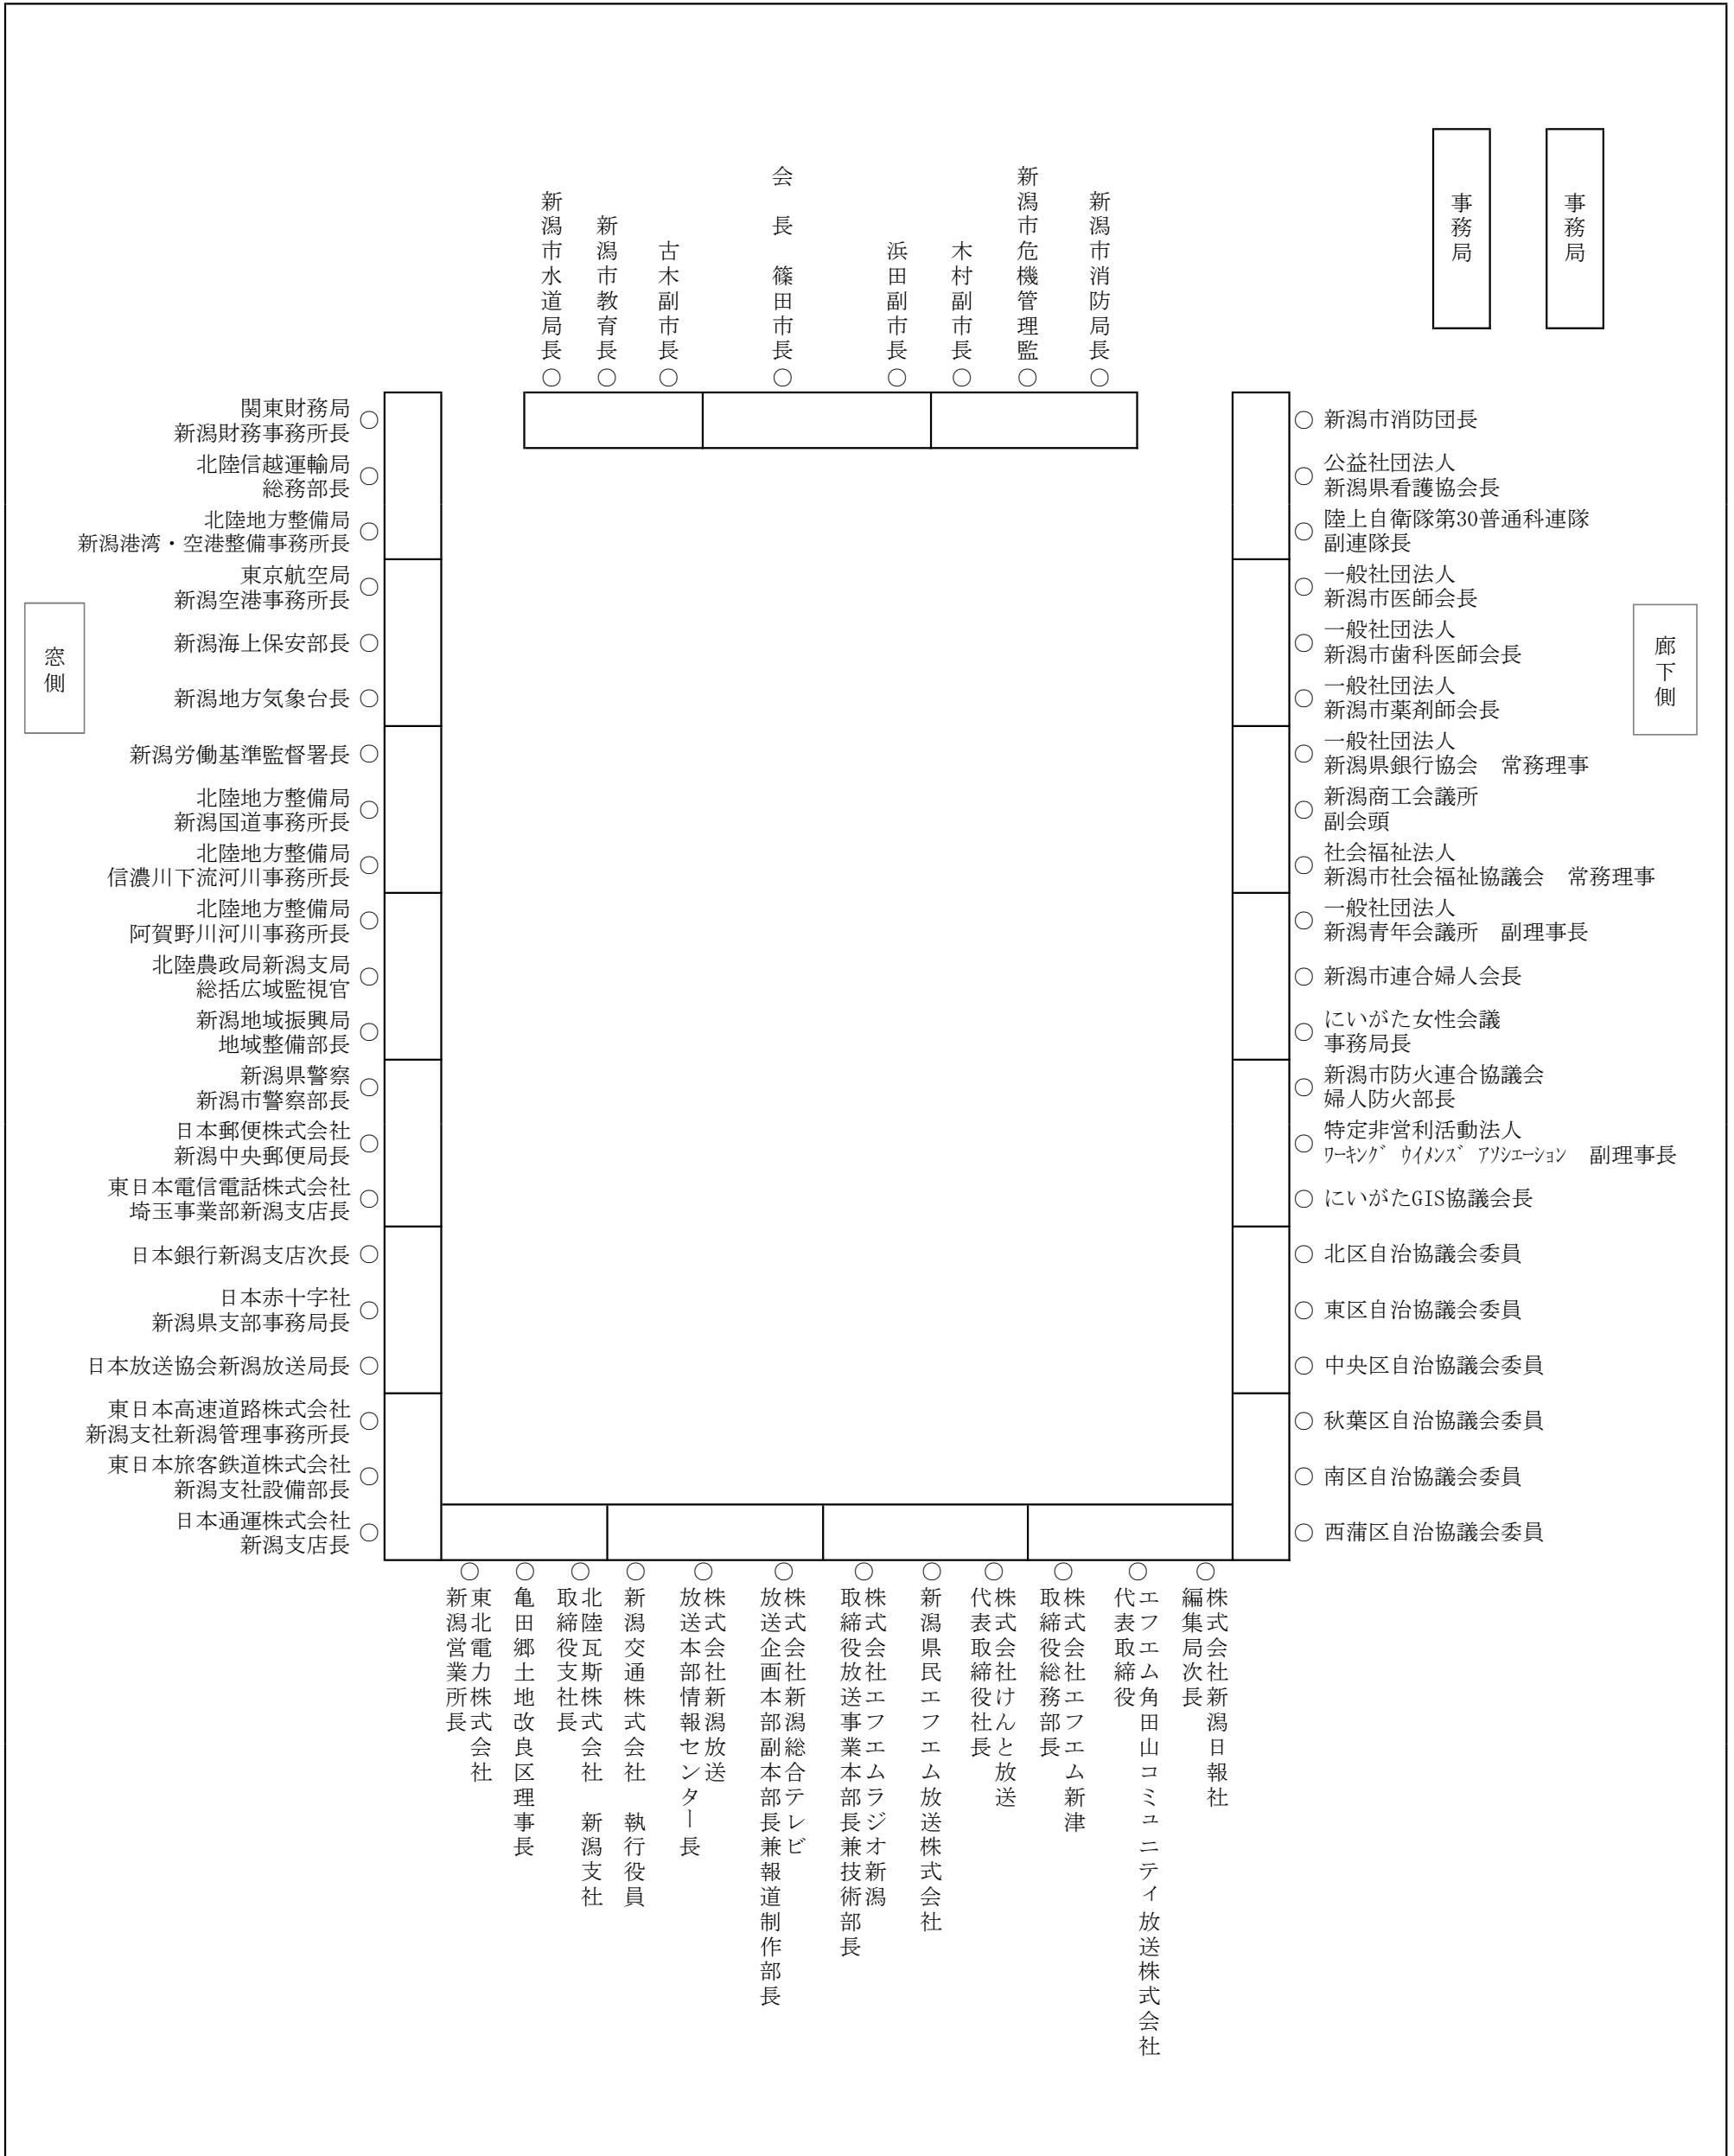 事務局
事務局
新潟市消防局長
新潟市危機管理監
木村副市長
浜田副市長
会　長　篠田市長
古木副市長
新潟市教育長
新潟市水道局長
関東財務局
新潟財務事務所長
北陸信越運輸局
総務部長
北陸地方整備局
新潟港湾・空港整備事務所長
東京航空局
新潟空港事務所長
新潟海上保安部長
新潟地方気象台長
新潟労働基準監督署長
北陸地方整備局
新潟国道事務所長
北陸地方整備局
信濃川下流河川事務所長
北陸地方整備局
阿賀野川河川事務所長
北陸農政局新潟支局
総括広域監視官
新潟地域振興局
地域整備部長
新潟県警察
新潟市警察部長
日本郵便株式会社
新潟中央郵便局長
東日本電信電話株式会社
埼玉事業部新潟支店長
日本銀行新潟支店次長
日本赤十字社
新潟県支部事務局長
日本放送協会新潟放送局長
東日本高速道路株式会社
新潟支社新潟管理事務所長
東日本旅客鉄道株式会社
新潟支社設備部長
日本通運株式会社
新潟支店長
窓側
新潟市消防団長
公益社団法人
新潟県看護協会長
陸上自衛隊第30普通科連隊
副連隊長
一般社団法人
新潟市医師会長
一般社団法人
新潟市歯科医師会長
一般社団法人
新潟市薬剤師会長
一般社団法人
新潟県銀行協会　常務理事
新潟商工会議所
副会頭
社会福祉法人
新潟市社会福祉協議会　常務理事
一般社団法人
新潟青年会議所　副理事長
新潟市連合婦人会長
にいがた女性会議
事務局長
新潟市防火連合協議会
婦人防火部長
特定非営利活動法人
ﾜｰｷﾝｸﾞ ｳｲﾒﾝｽﾞ ｱｿｼｴｰｼｮﾝ　副理事長
にいがたGIS協議会長
北区自治協議会委員
東区自治協議会委員
中央区自治協議会委員
秋葉区自治協議会委員
南区自治協議会委員
西蒲区自治協議会委員
廊下側
株式会社新潟日報社
編集局次長
エフエム角田山コミュニティ放送株式会社
代表取締役
株式会社エフエム新津
取締役総務部長
株式会社けんと放送
代表取締役社長
新潟県民エフエム放送株式会社
株式会社エフエムラジオ新潟
取締役放送事業本部長兼技術部長
株式会社新潟総合テレビ
放送企画本部副本部長兼報道制作部長
株式会社新潟放送
放送本部情報センター長
新潟交通株式会社　執行役員
北陸瓦斯株式会社　新潟支社
取締役支社長
亀田郷土地改良区理事長
東北電力株式会社
新潟営業所長